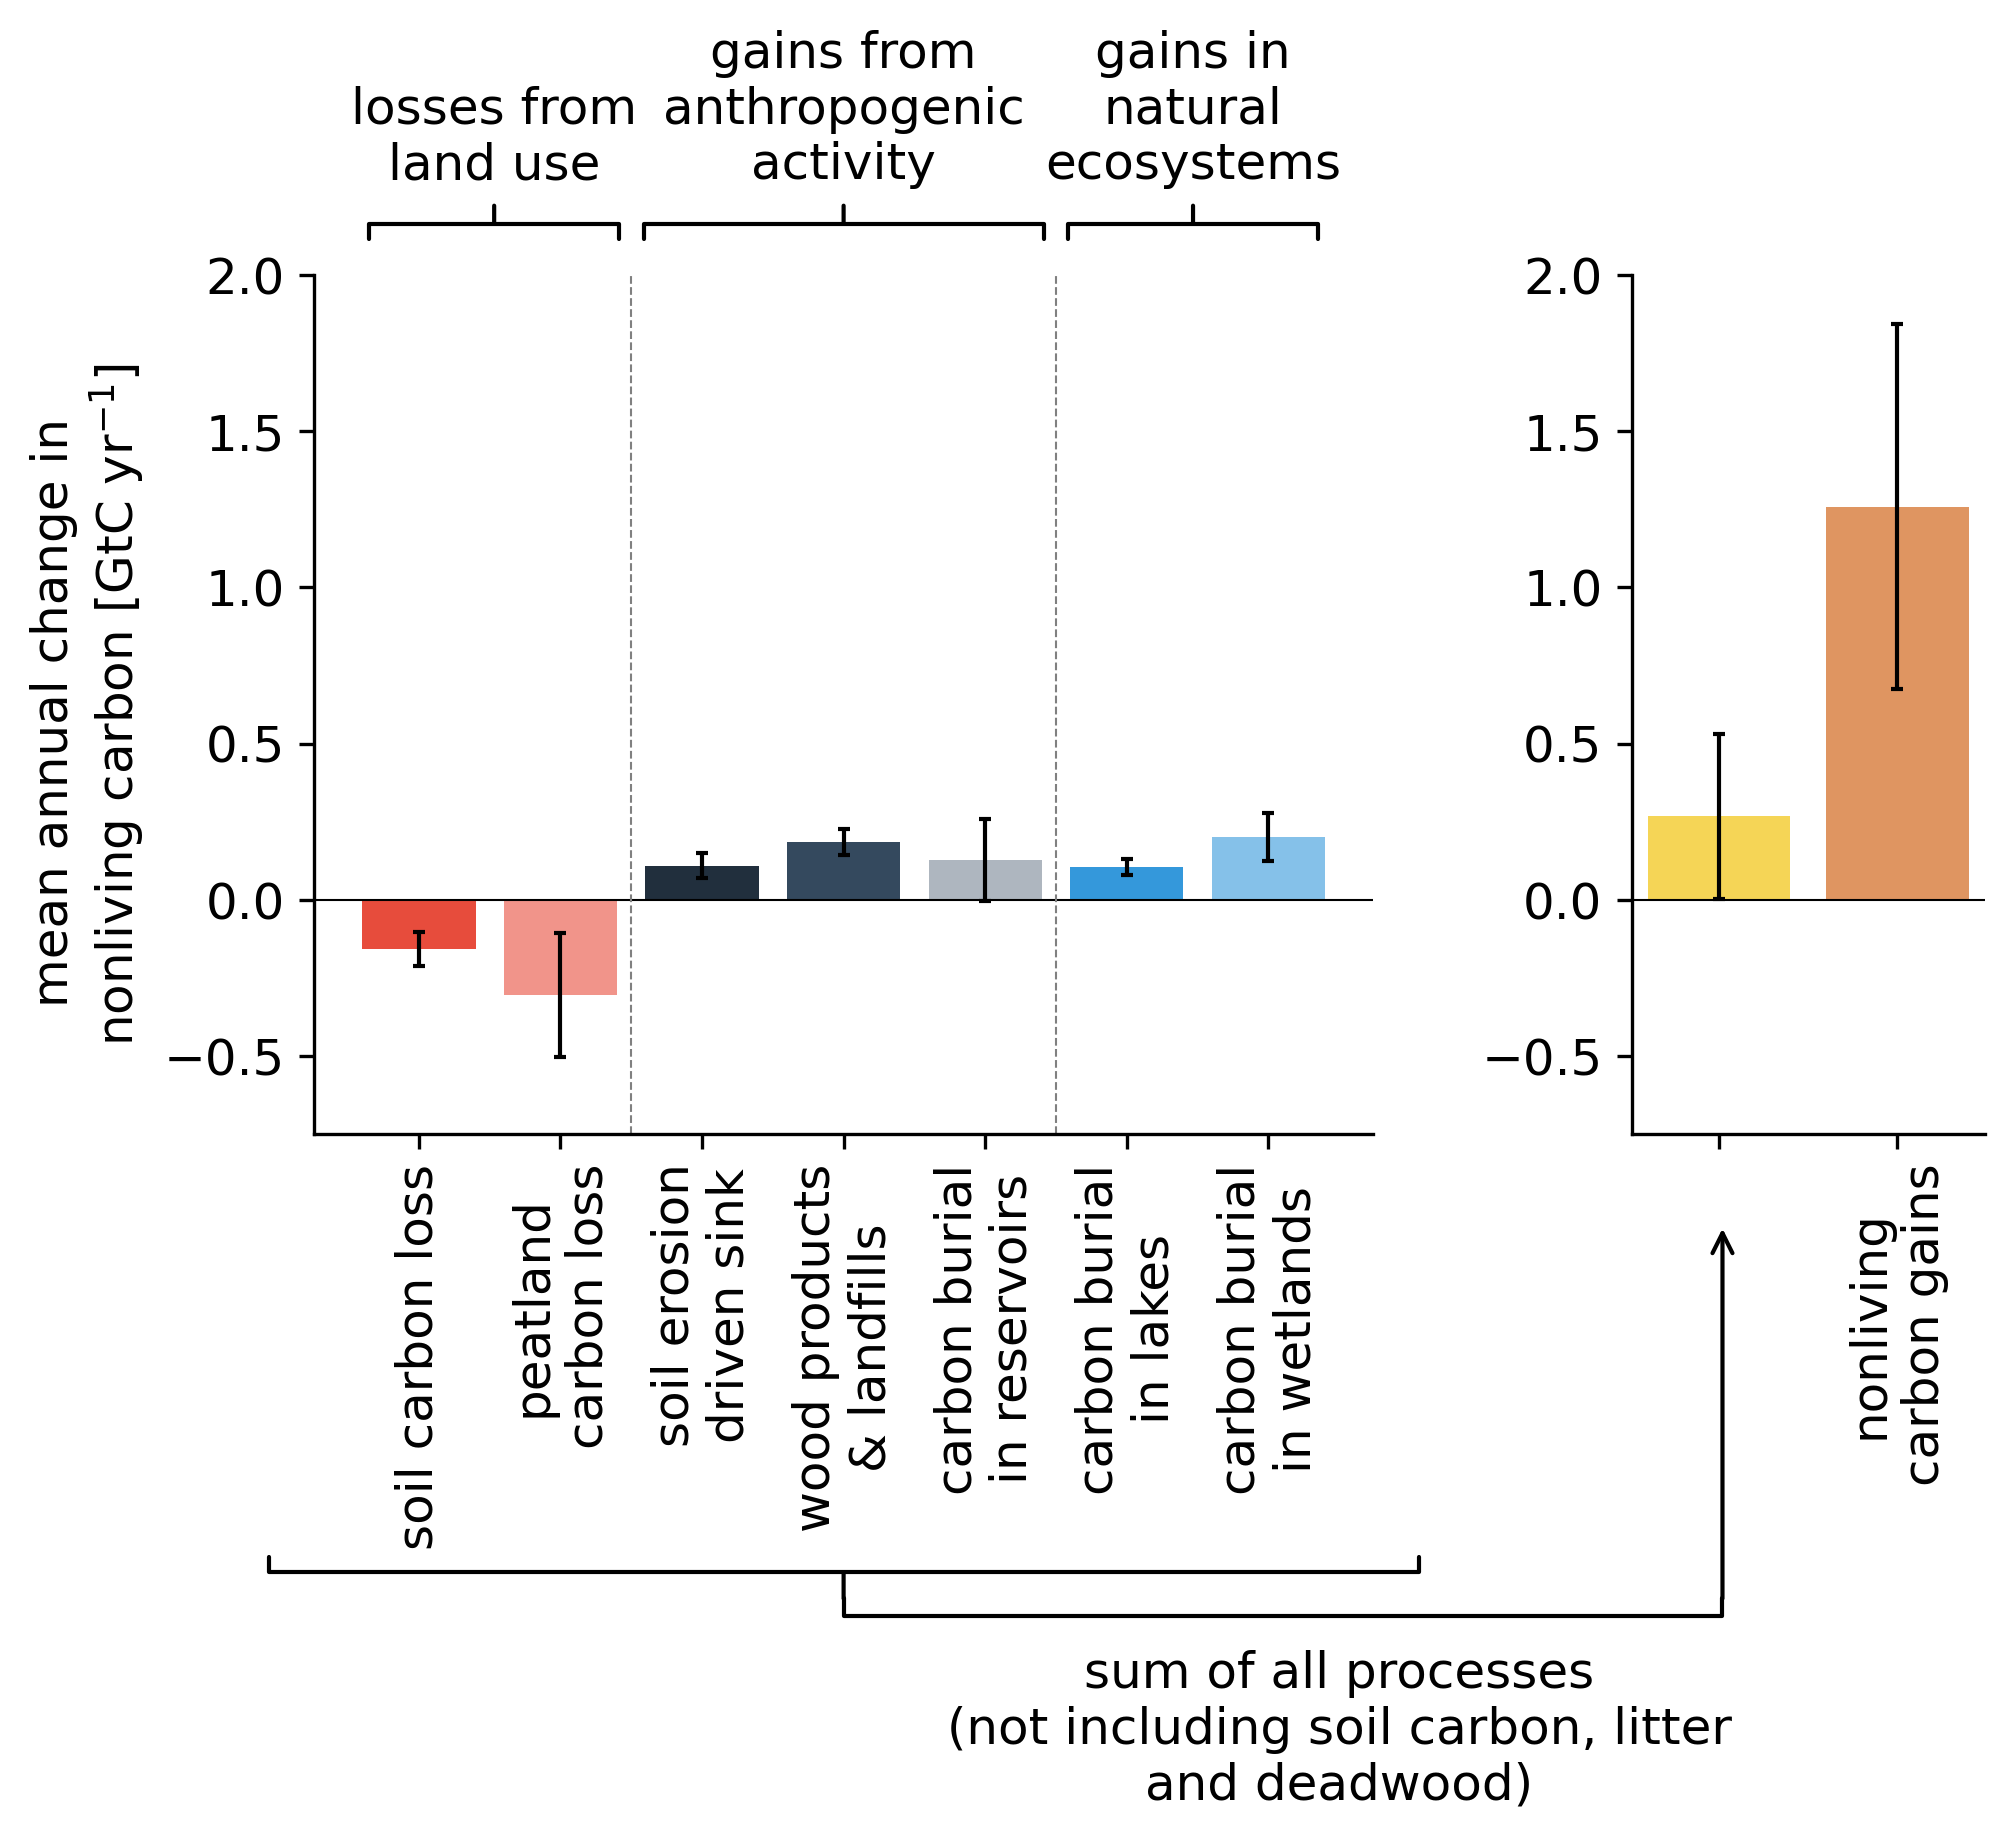 losses from
land use
gains from
anthropogenic
activity
gains in
natural
ecosystems
mean annual change in
nonliving carbon [GtC yr⁻¹]
2.0
1.5
1.0
0.5
0.0
−0.5
2.0
1.5
1.0
0.5
0.0
−0.5
soil carbon loss
peatland
carbon loss
soil erosion
driven sink
wood products
& landfills
carbon burial
in reservoirs
carbon burial
in lakes
carbon burial
in wetlands
nonliving
carbon gains
sum of all processes
(not including soil carbon, litter
and deadwood)